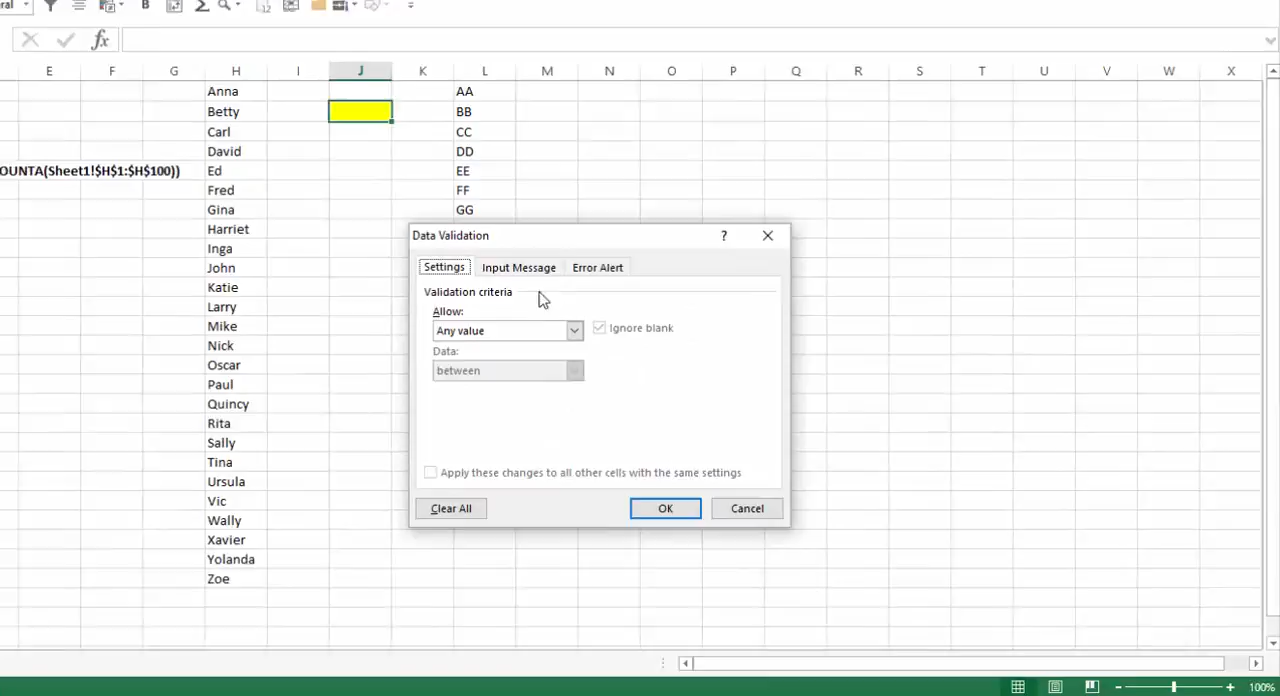 ral
B
fx
E F G H I J K L M N O P Q R S T U V W X
Anna AA
Betty BB
Carl CC
David DD
OUNTA(Sheet1!$H$1:$H$100)) Ed EE
Fred FF
Gina GG
Harriet
Data Validation ?
Inga
John
Settings Input Message Error Alert
Katie
Validation criteria
Larry
Allow:
Mike
Any value Ignore blank
Nick
Data:
Oscar
between
Paul
Quincy
Rita
Sally
Tina
Apply these changes to all other cells with the same settings
Ursula
Vic
Clear All OK Cancel
Wally
Xavier
Yolanda
Zoe
100%